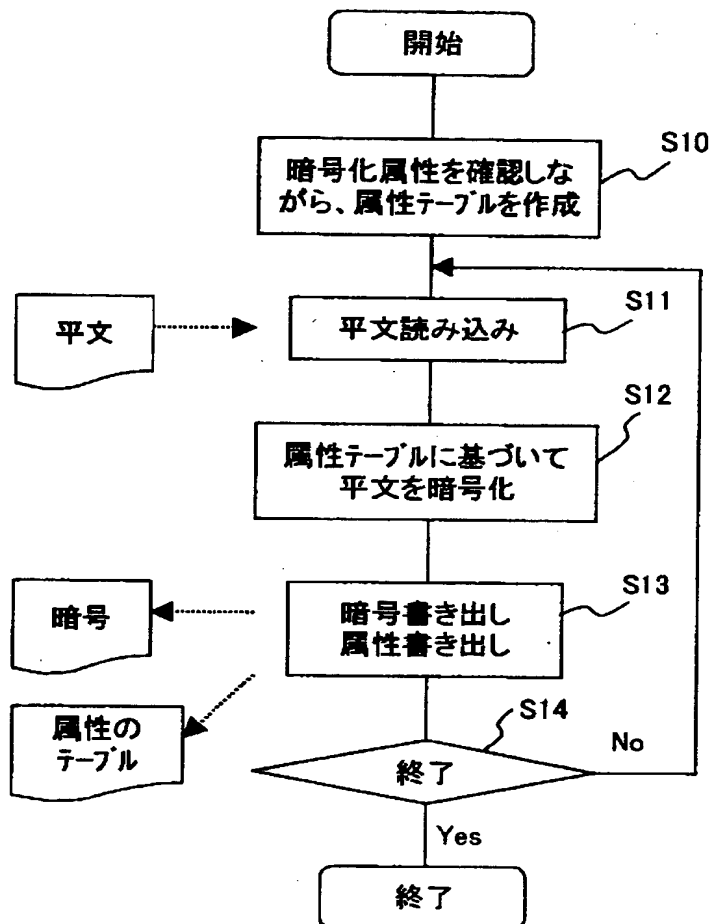 開始
S10
暗号化属性を確認しな
がら、属性テーブルを作成
平文
平文読み込み
S11
S12
属性テーブルに基づいて
平文を暗号化
暗号
暗号書き出し
属性書き出し
S13
属性の
テーブル
S14
終了
No
Yes
終了